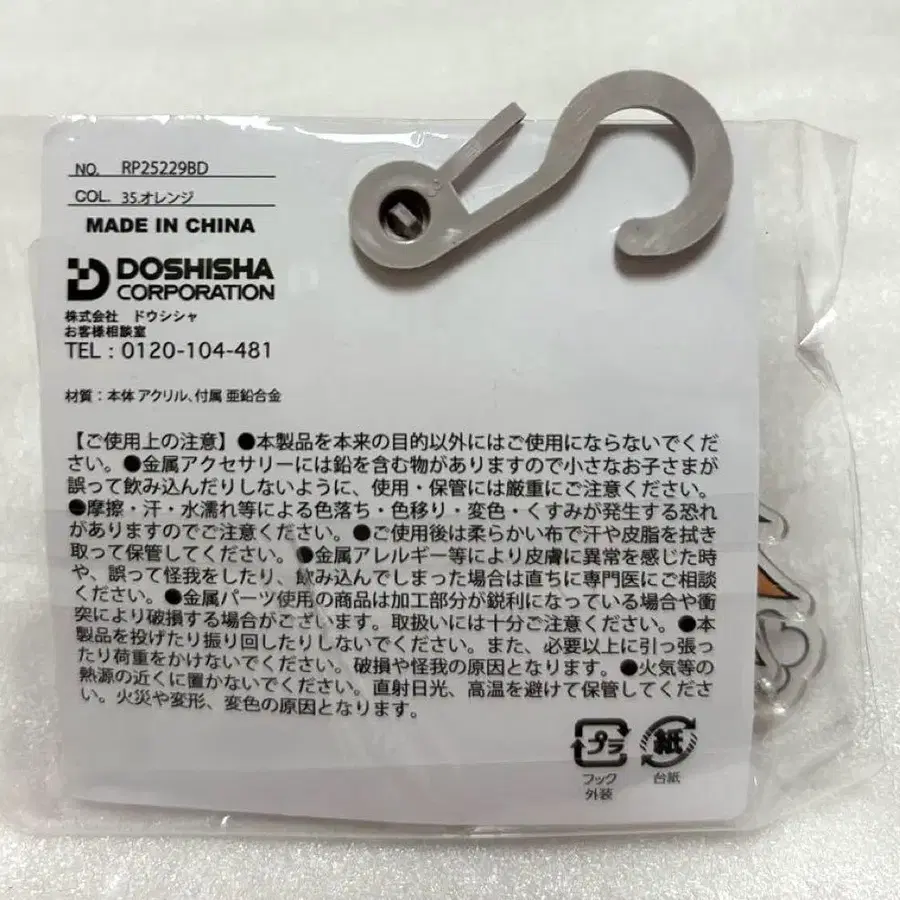 NO. RP25229BD
COL. 35.オレンジ
MADE IN CHINA
DOSHISHA
CORPORATION
株式会社 ドウシシャ
お客様相談室
TEL : 0120-104-481
材質 : 本体 アクリル、付属 亜鉛合金
【ご使用上の注意】●本製品を本来の目的以外にはご使用にならないでくだ
さい。●金属アクセサリーには鉛を含む物がありますので小さなお子さまが
誤って飲み込んだりしないように、使用・保管には厳重にご注意ください。
●摩擦・汗・水濡れ等による色落ち・色移り・変色・くすみが発生する恐れ
がありますのでご注意ください。●ご使用後は柔らかい布で汗や皮脂を拭き
取って保管してください。●金属アレルギー等により皮膚に異常を感じた時
や、誤って怪我をしたり、飲み込んでしまった場合は直ちに専門医にご相談
ください。●金属パーツ使用の商品は加工部分が鋭利になっている場合や衝
突により破損する場合がございます。取扱いには十分ご注意ください。●本
製品を投げたり振り回したりしないでください。また、必要以上に引っ張っ
たり荷重をかけないでください。破損や怪我の原因となります。●火気等の
熱源の近くに置かないでください。直射日光、高温を避けて保管してくださ
い。火災や変形、変色の原因となります。
プラ 紙
フック 台紙
外装